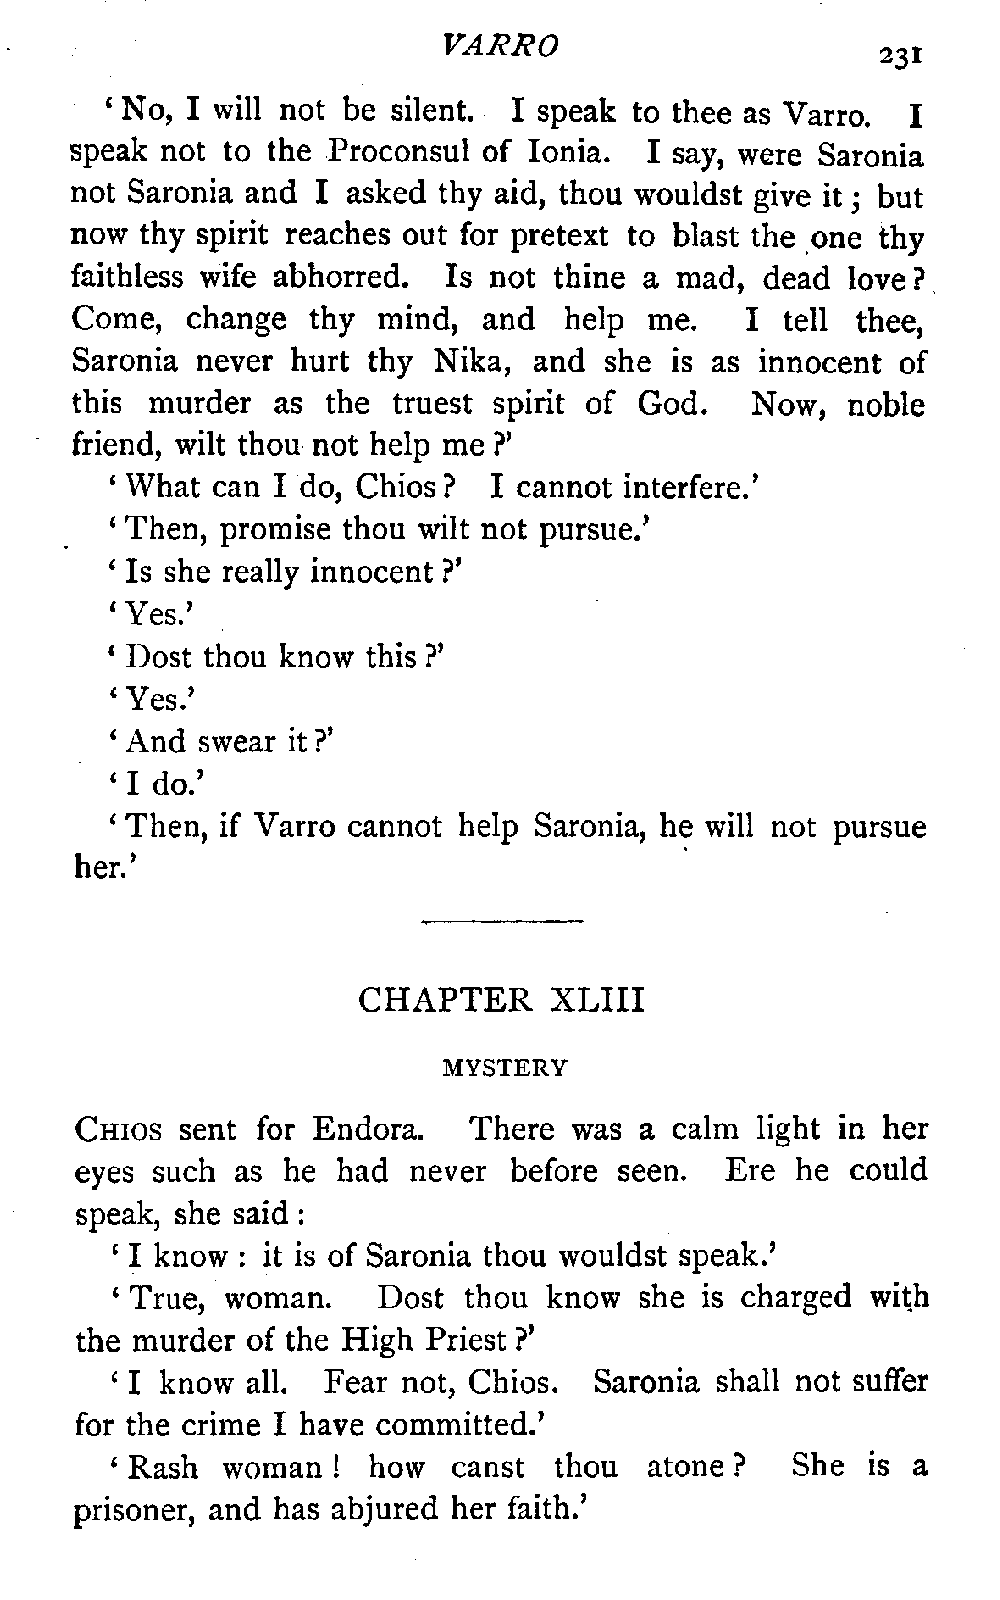 VARRO 231
‘ No, I will not be silent. I speak to thee as Varro. I
speak not to the Proconsul of Ionia. I say, were Saronia
not Saronia and I asked thy aid, thou wouldst give it ; but
now thy spirit reaches out for pretext to blast the one thy
faithless wife abhorred. Is not thine a mad, dead love ?
Come, change thy mind, and help me. I tell thee,
Saronia never hurt thy Nika, and she is as innocent of
this murder as the truest spirit of God. Now, noble
friend, wilt thou not help me ?’
‘ What can I do, Chios ? I cannot interfere.’
‘ Then, promise thou wilt not pursue.’
‘ Is she really innocent ?’
‘ Yes.’
‘ Dost thou know this ?’
‘ Yes.’
‘ And swear it ?’
‘ I do.’
‘ Then, if Varro cannot help Saronia, he will not pursue
her.’
CHAPTER XLIII
MYSTERY
CHIOS sent for Endora. There was a calm light in her
eyes such as he had never before seen. Ere he could
speak, she said :
‘ I know : it is of Saronia thou wouldst speak.’
‘ True, woman. Dost thou know she is charged with
the murder of the High Priest ?’
‘ I know all. Fear not, Chios. Saronia shall not suffer
for the crime I have committed.’
‘ Rash woman ! how canst thou atone ? She is a
prisoner, and has abjured her faith.’